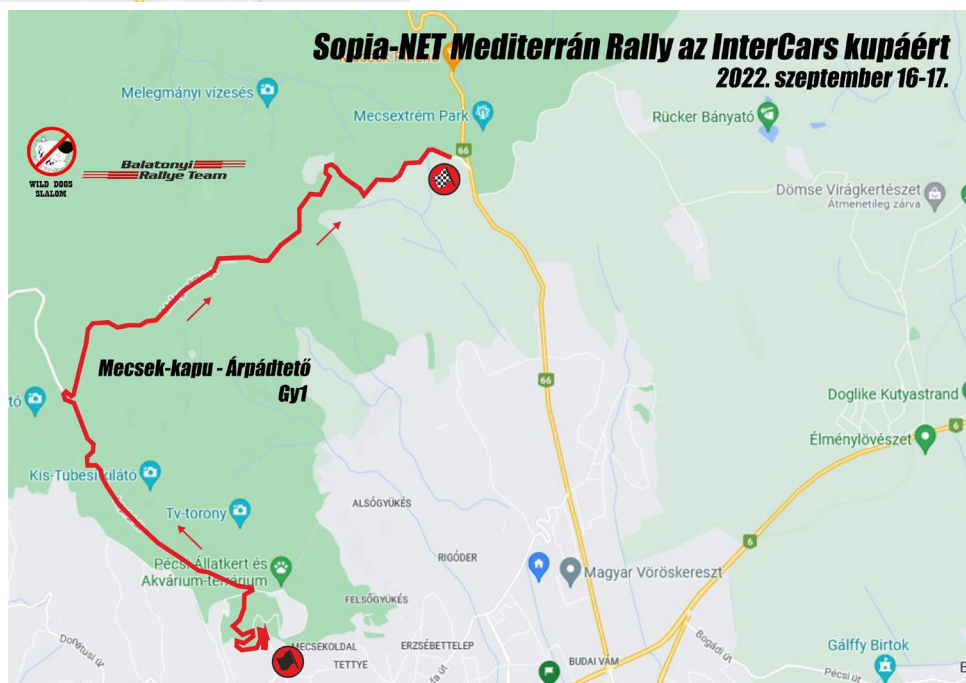 Sopia-NET Mediterrán Rally az InterCars kupáért
2022. szeptember 16-17.
Melegmányi vízesés
Mecsextrém Park
Rücker Bányató
66
WILD DOGS
SLALOM
Balatonyi
Rallye Team
Dömse Virágkertészet
Átmenetileg zárva
Mecsek-kapu - Árpádtető
Gy1
66
Doglike Kutyastrand
6
Élménylövészet
Kis-Tubesi kilátó
Tv-torony
ALSÓGYÜKÉS
6
Pécsi Állatkert és
Akvárium-terrárium
RIGÓDER
Magyar Vöröskereszt
FELSŐGYÜKÉS
MECSEKOLDAL
ERZSÉBETTELEP
TETTYE
BUDAI VÁM
Bogádi út
Gálffy Birtok
Pécsi út